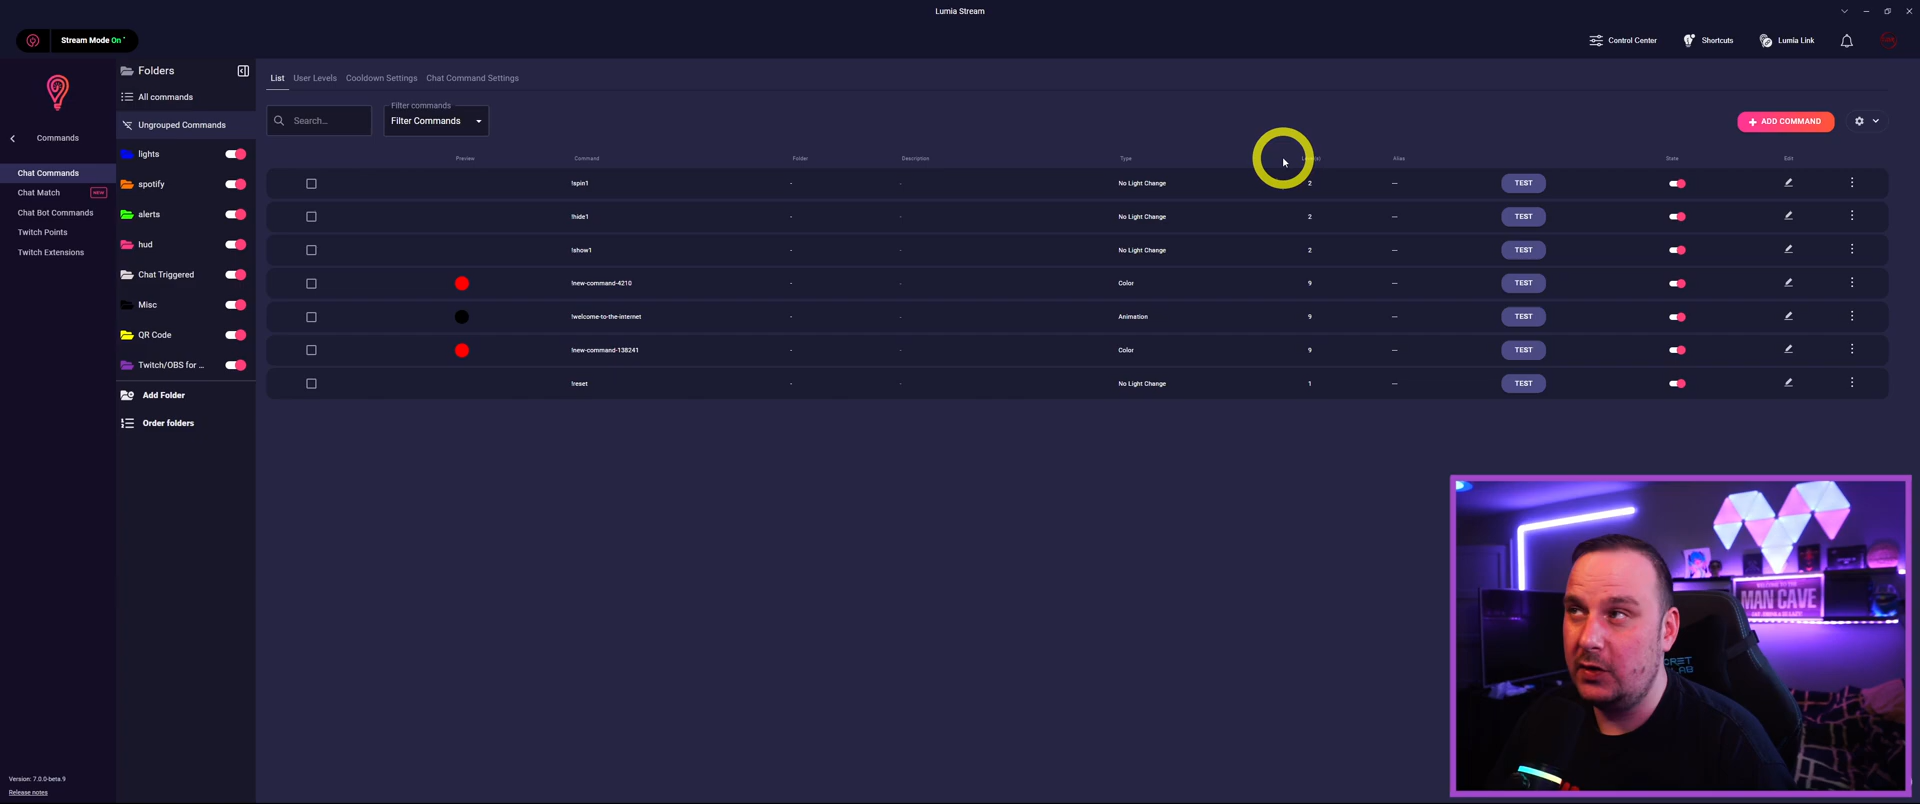 Lumia Stream
Stream Mode On
Control Center
Shortcuts
Lumia Link
Folders
All commands
Ungrouped Commands
lights
spotify
alerts
hud
Chat Triggered
Misc
QR Code
Twitch/OBS for ...
Add Folder
Order folders
Commands
Chat Commands
Chat Match NEW
Chat Bot Commands
Twitch Points
Twitch Extensions
Version: 7.0.0-beta.9
Release notes
List User Levels Cooldown Settings Chat Command Settings
Search...
Filter commands
Filter Commands
+ ADD COMMAND
Preview Command Folder Description Type Level(s) Alias State Edit
!spin1 - - No Light Change 2 — TEST
!hide1 - - No Light Change 2 — TEST
!show1 - - No Light Change 2 — TEST
!new-command-4210 - - Color 9 — TEST
!welcome-to-the-internet - - Animation 9 — TEST
!new-command-138241 - - Color 9 — TEST
!reset - - No Light Change 1 — TEST
WELCOME TO THE
MAN CAVE